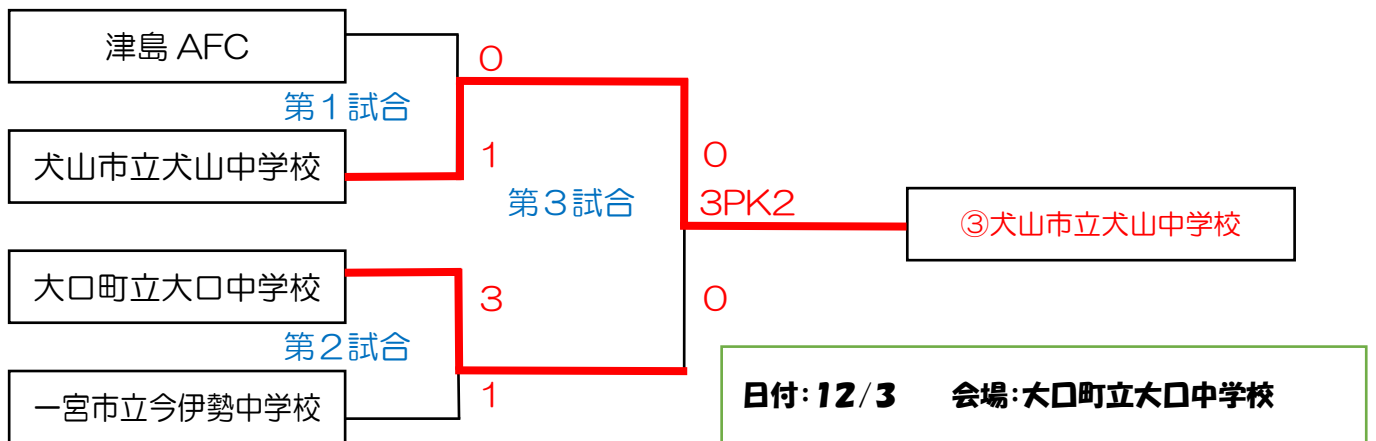 津島 AFC
0
第1試合
犬山市立犬山中学校
1
0
第3試合
3PK2
③犬山市立犬山中学校
大口町立大口中学校
3
0
第2試合
一宮市立今伊勢中学校
1
日付:12/3 会場:大口町立大口中学校